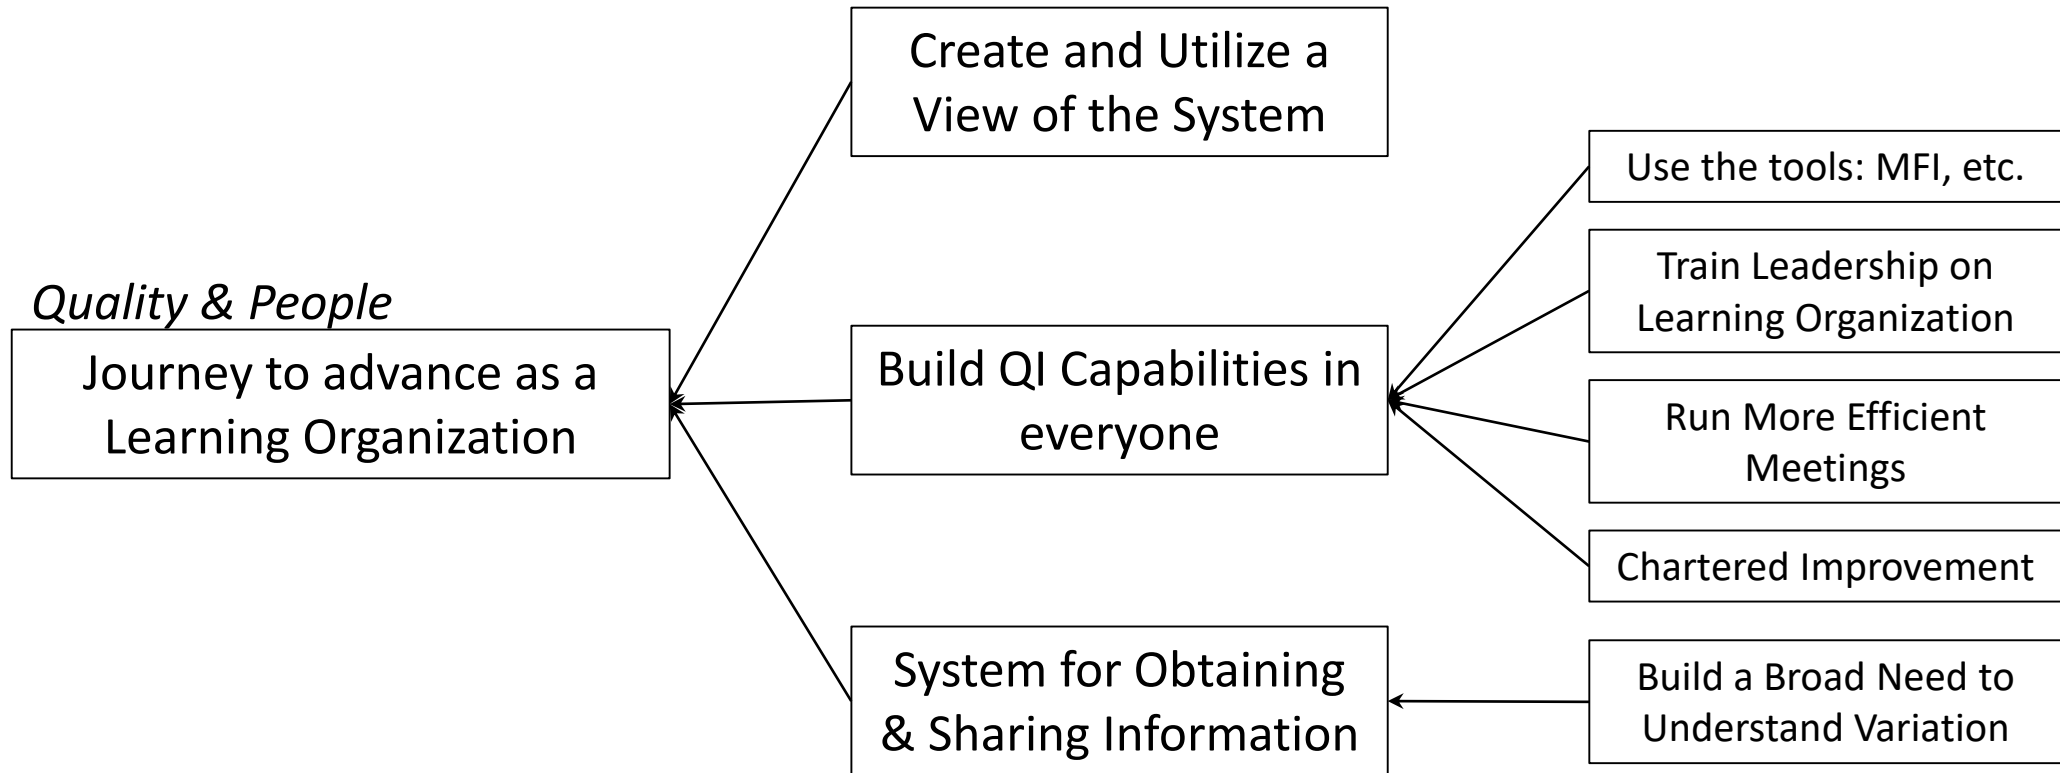 Quality & People
Journey to advance as a
Learning Organization
Create and Utilize a
View of the System
Build QI Capabilities in
everyone
System for Obtaining
& Sharing Information
Use the tools: MFI, etc.
Train Leadership on
Learning Organization
Run More Efficient
Meetings
Chartered Improvement
Build a Broad Need to
Understand Variation